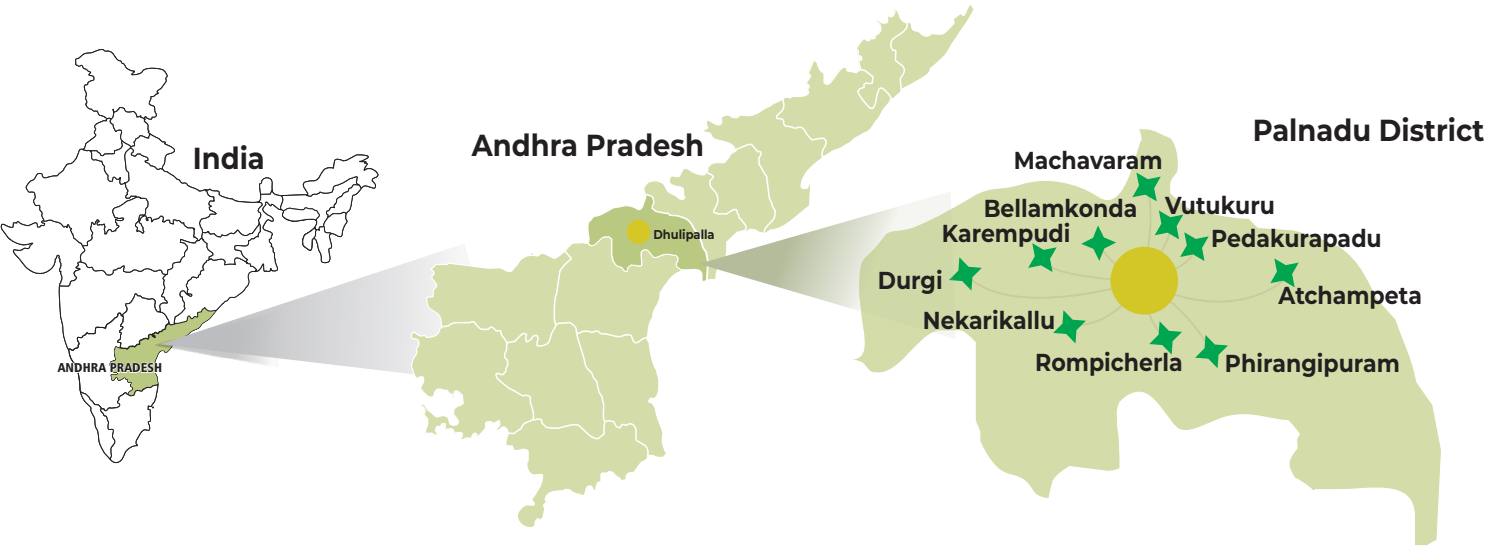 India
ANDHRA PRADESH
Andhra Pradesh
Dhulipalla
Palnadu District
Machavaram
Bellamkonda
Vutukuru
Karempudi
Pedakurapadu
Durgi
Atchampeta
Nekarikallu
Rompicherla
Phirangipuram